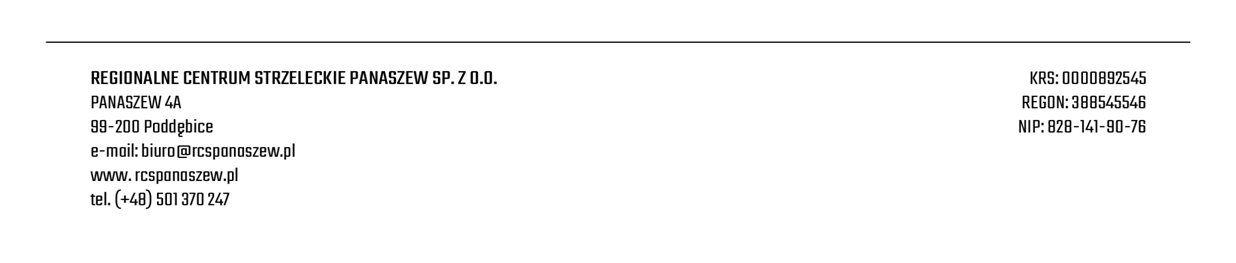 REGIONALNE CENTRUM STRZELECKIE PANASZEW SP. Z O.O.
PANASZEW 4A
99-200 Poddębice
e-mail: biuro@rcspanaszew.pl
www. rcspanaszew.pl
tel. (+48) 501 370 247
KRS: 0000892545
REGON: 388545546
NIP: 828-141-90-76